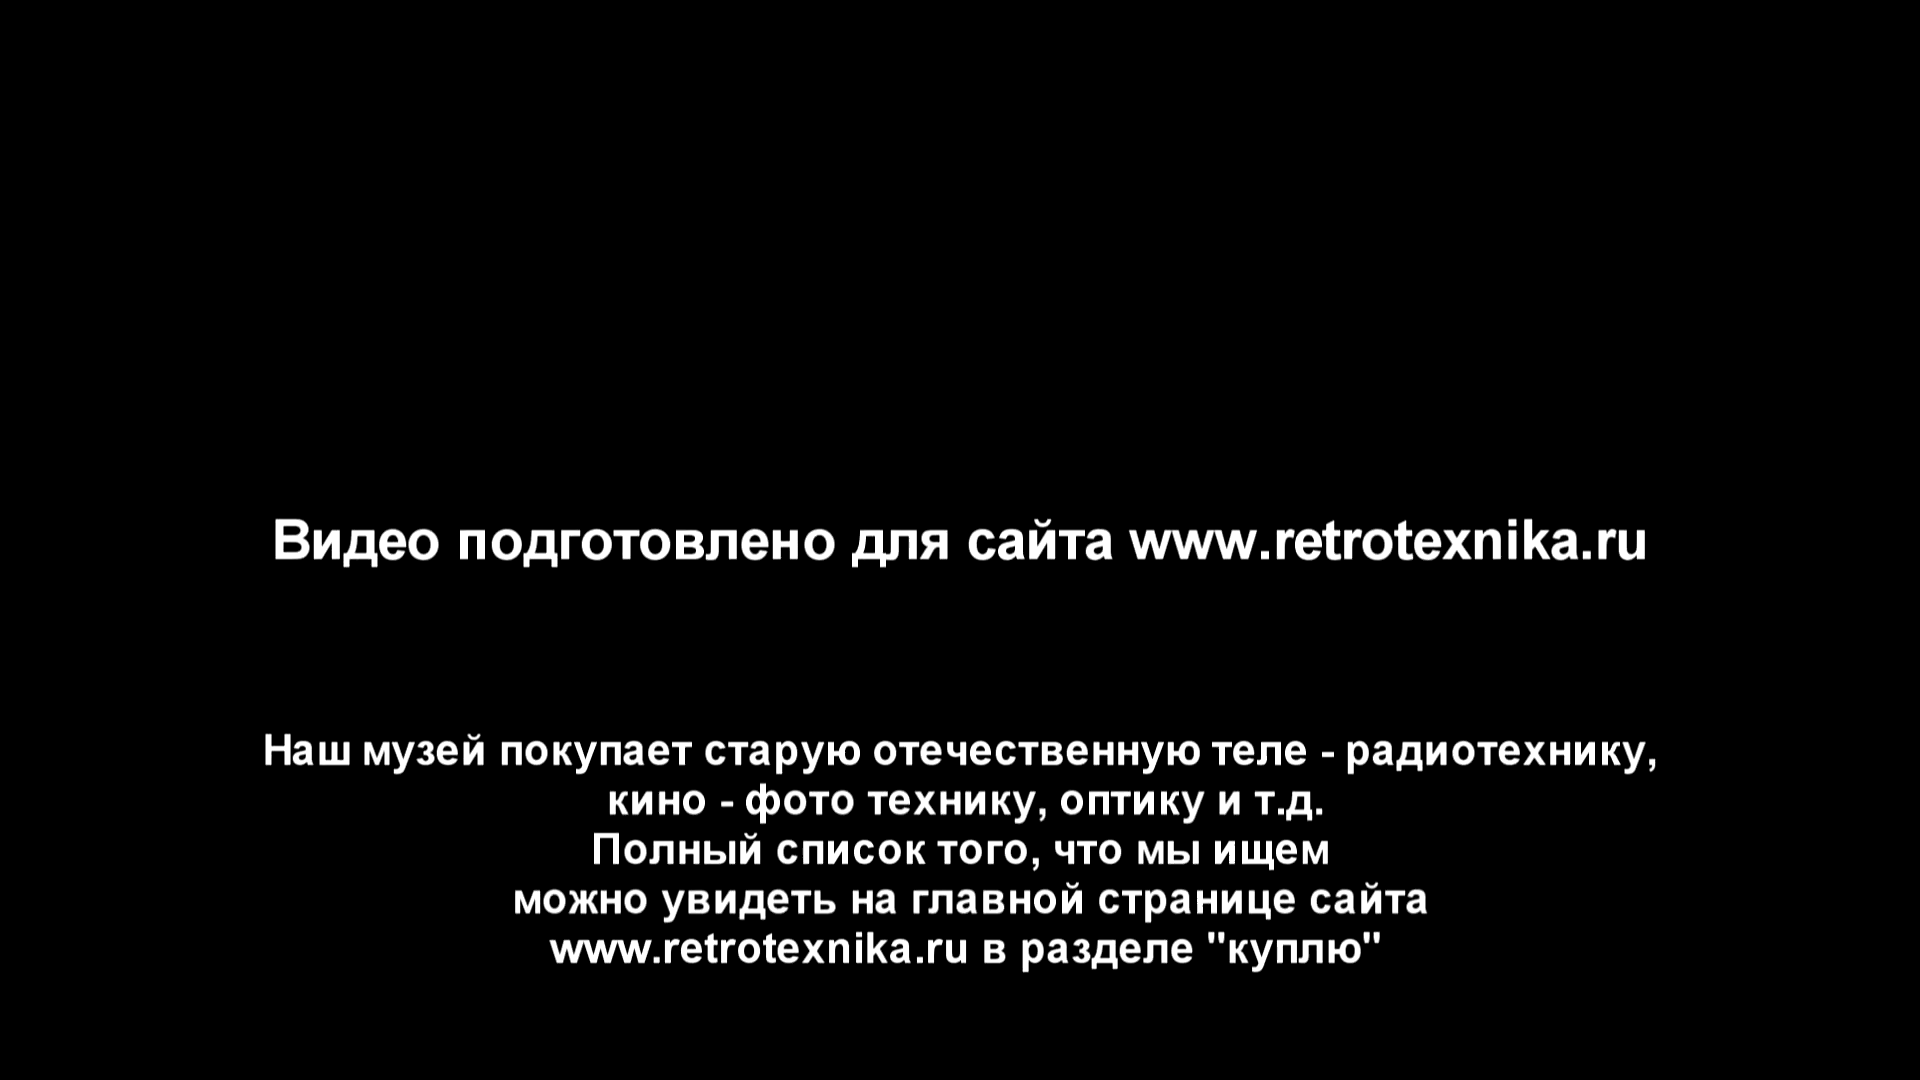 Видео подготовлено для сайта www.retrotexnika.ru
Наш музей покупает старую отечественную теле - радиотехнику,
кино - фото технику, оптику и т.д.
Полный список того, что мы ищем
можно увидеть на главной странице сайта
www.retrotexnika.ru в разделе "куплю"